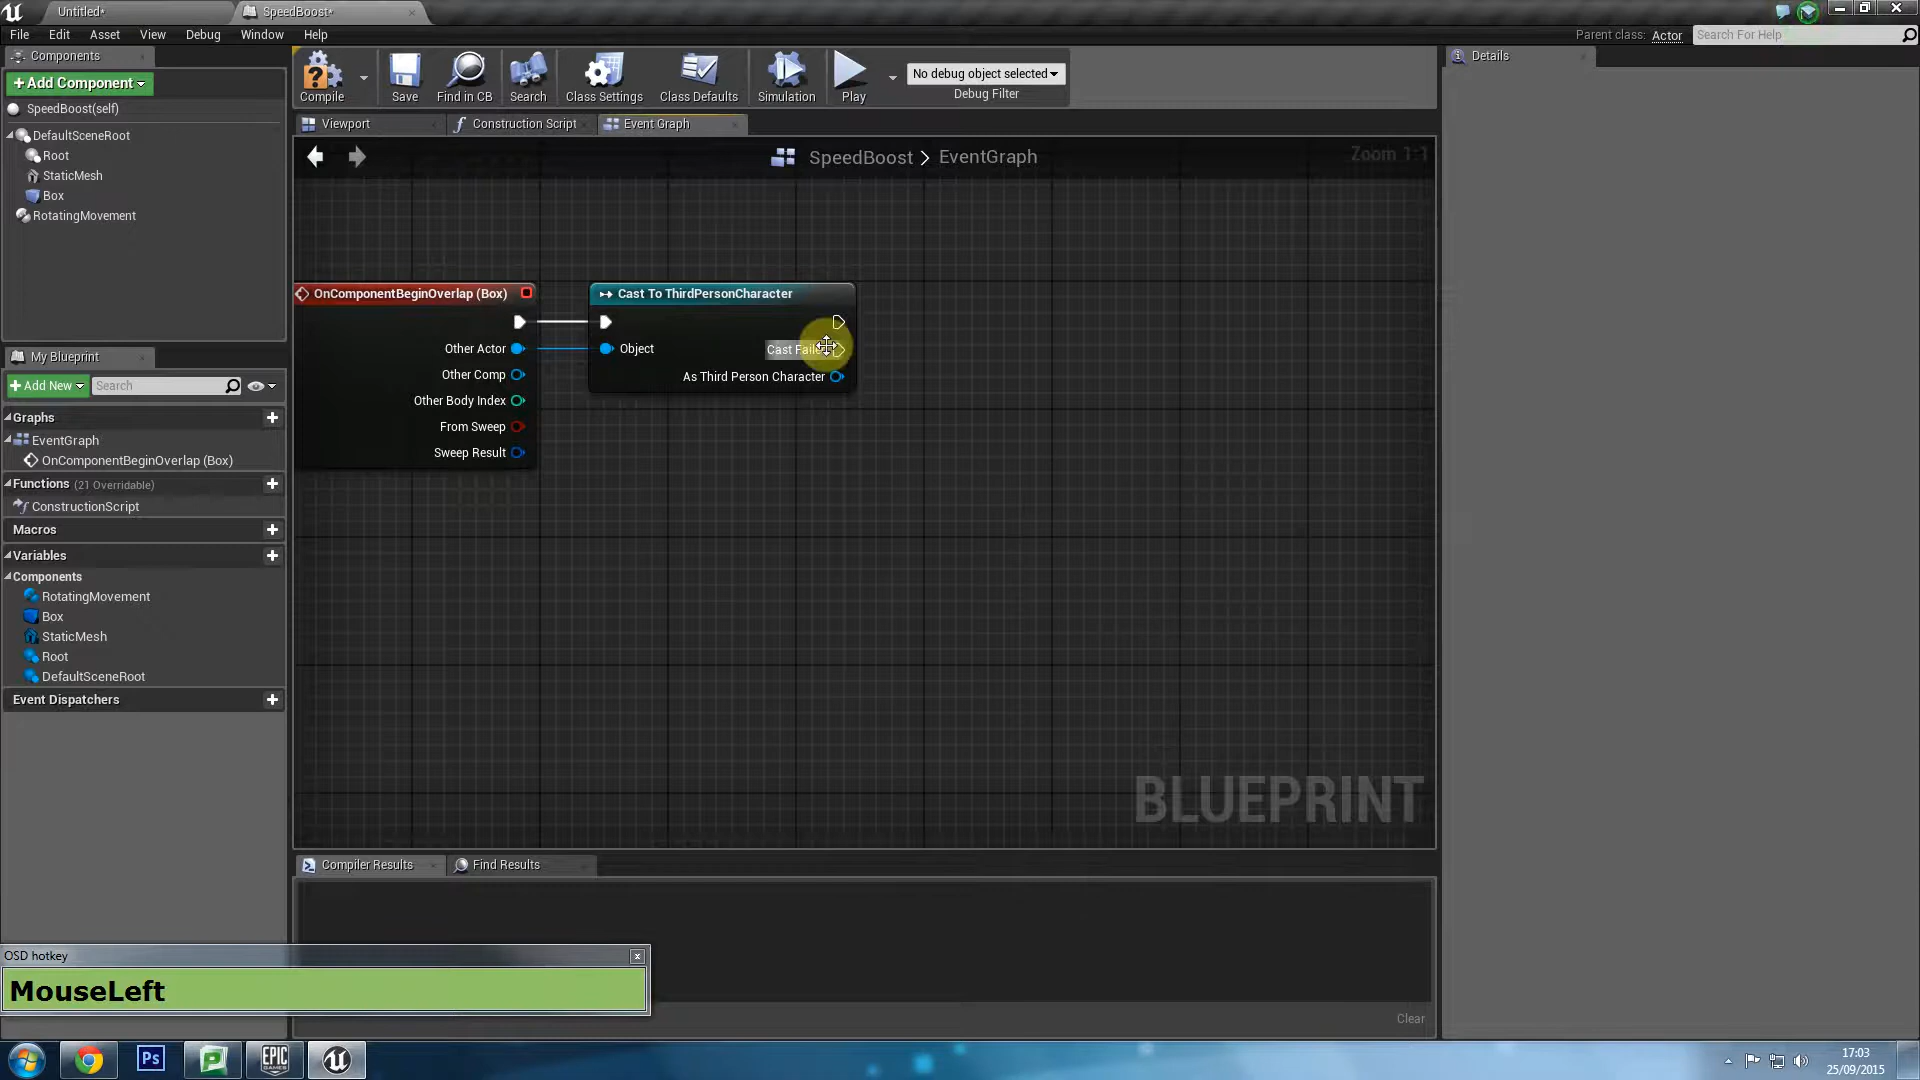 Untitled*
SpeedBoost*
File Edit Asset View Debug Window Help
Parent class: Actor
Search For Help
Components
+Add Component
SpeedBoost(self)
DefaultSceneRoot
Root
StaticMesh
Box
RotatingMovement
Compile
Save
Find in CB
Search
Class Settings
Class Defaults
Simulation
Play
No debug object selected
Debug Filter
Details
Viewport
Construction Script
Event Graph
SpeedBoost > EventGraph
Zoom 1:1
OnComponentBeginOverlap (Box)
Other Actor
Other Comp
Other Body Index
From Sweep
Sweep Result
Cast To ThirdPersonCharacter
Object
Cast Failed
As Third Person Character
BLUEPRINT
My Blueprint
+Add New
Search
Graphs
EventGraph
OnComponentBeginOverlap (Box)
Functions (21 Overridable)
ConstructionScript
Macros
Variables
Components
RotatingMovement
Box
StaticMesh
Root
DefaultSceneRoot
Event Dispatchers
Compiler Results
Find Results
Clear
OSD hotkey
MouseLeft
Ps
EPIC
GAMES
17:03
25/09/2015